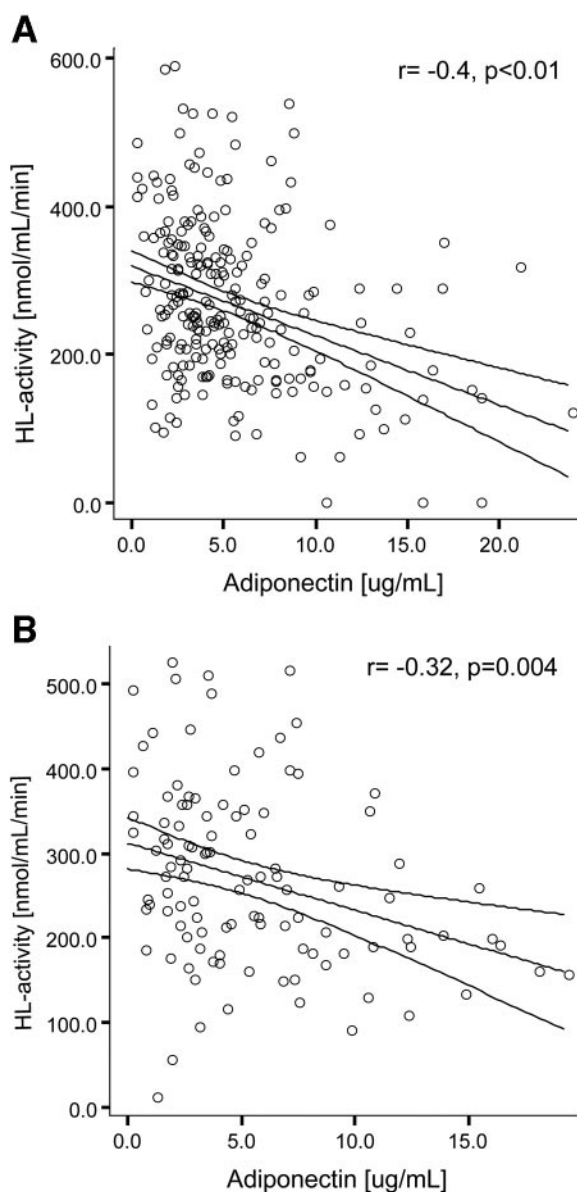 A
r= -0.4, p<0.01
600.0
400.0
200.0
0.0
HL-activity [nmol/mL/min]
0.0 5.0 10.0 15.0 20.0
Adiponectin [ug/mL]
B
r= -0.32, p=0.004
500.0
400.0
300.0
200.0
100.0
0.0
HL-activity [nmol/mL/min]
0.0 5.0 10.0 15.0
Adiponectin [ug/mL]